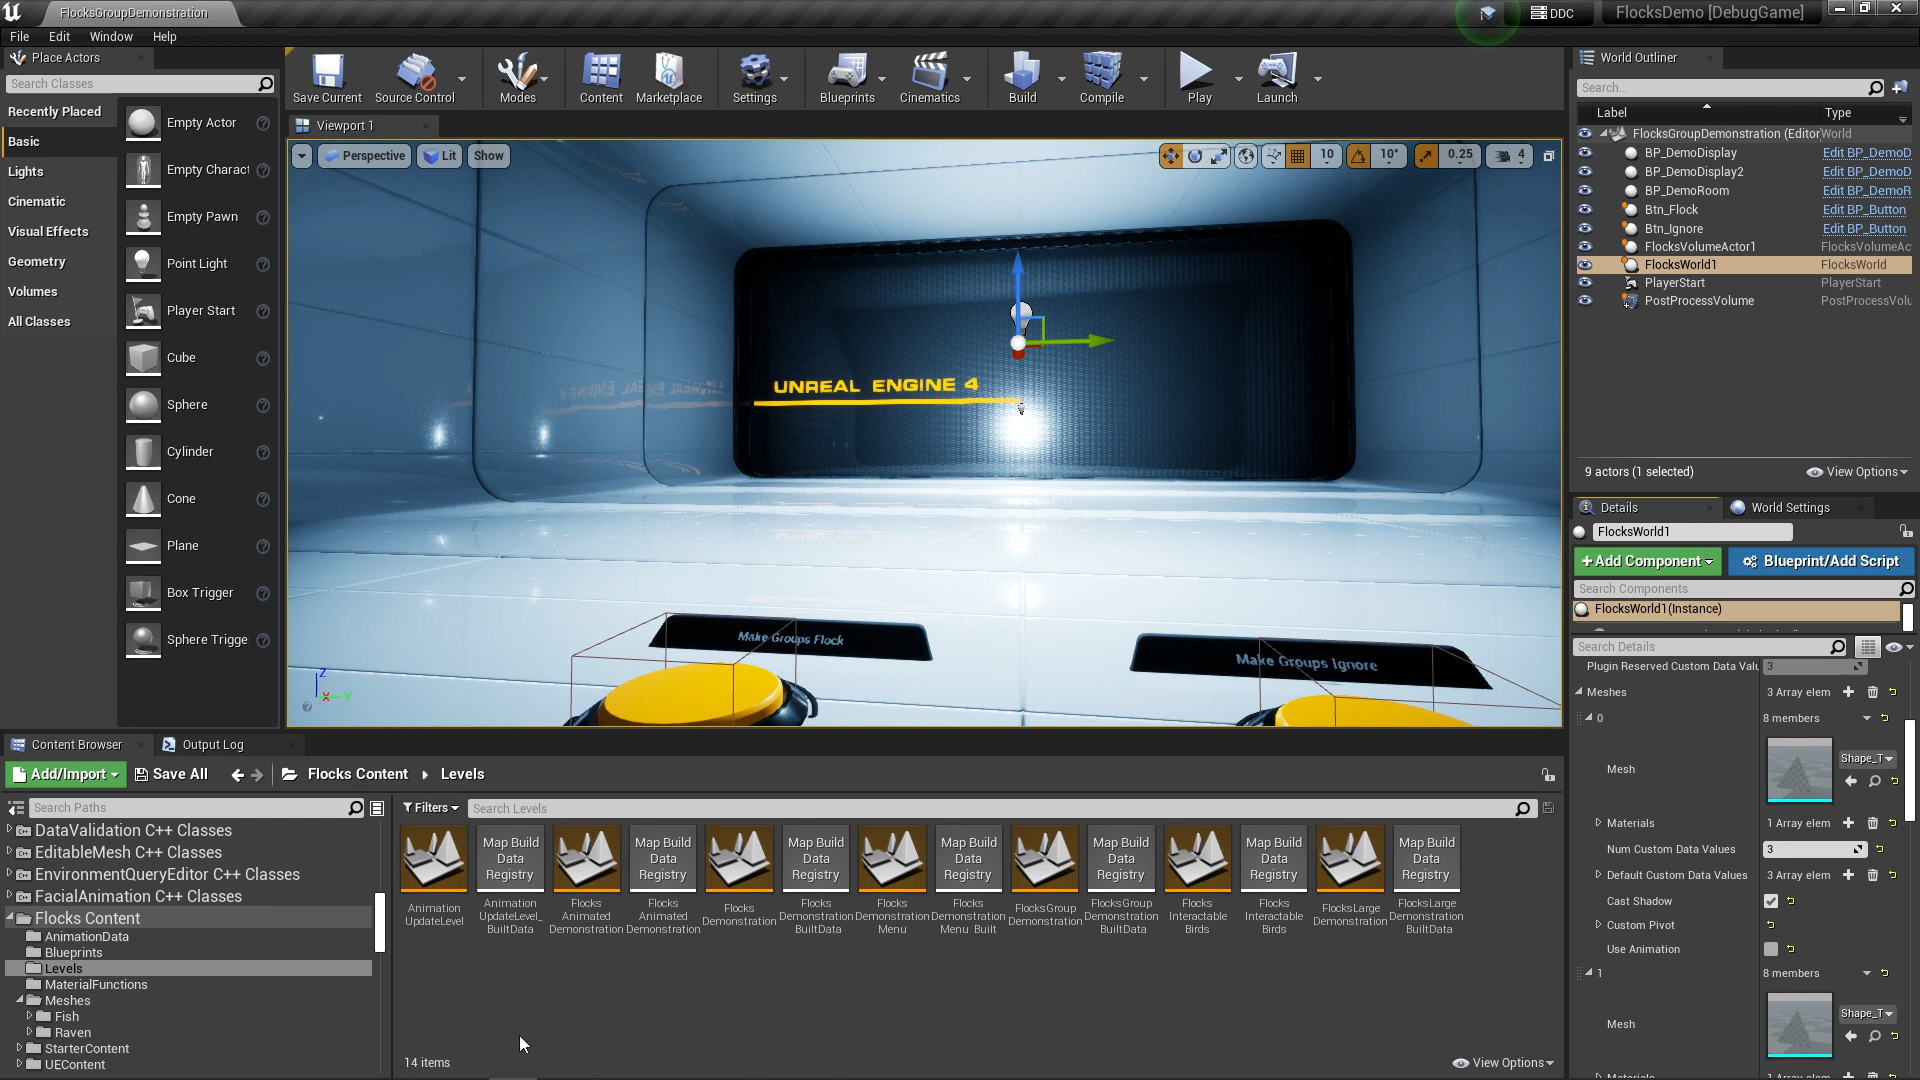 FlocksGroupDemonstration
DDC
FlocksDemo [DebugGame]
File Edit Window Help
Place Actors
Search Classes
Recently Placed
Basic
Lights
Cinematic
Visual Effects
Geometry
Volumes
All Classes
Empty Actor
Empty Charact
Empty Pawn
Point Light
Player Start
Cube
Sphere
Cylinder
Cone
Plane
Box Trigger
Sphere Trigge
Save Current Source Control Modes Content Marketplace Settings Blueprints Cinematics Build Compile Play Launch
Viewport 1
Perspective Lit Show
10 10° 0.25 4
UNREAL ENGINE 4
Make Groups Flock
Make Groups Ignore
Z
X Y
World Outliner
Search...
Label Type
FlocksGroupDemonstration (Editor World
BP_DemoDisplay Edit BP_DemoD
BP_DemoDisplay2 Edit BP_DemoD
BP_DemoRoom Edit BP_DemoR
Btn_Flock Edit BP_Button
Btn_Ignore Edit BP_Button
FlocksVolumeActor1 FlocksVolumeAc
FlocksWorld1 FlocksWorld
PlayerStart PlayerStart
PostProcessVolume PostProcessVolu
9 actors (1 selected)
View Options
Details World Settings
FlocksWorld1
+Add Component Blueprint/Add Script
Search Components
FlocksWorld1(Instance)
Search Details
Plugin Reserved Custom Data Valu 3
Meshes 3 Array elem
0 8 members
Mesh Shape_T
Materials 1 Array elem
Num Custom Data Values 3
Default Custom Data Values 3 Array elem
Cast Shadow
Custom Pivot
Use Animation
1 8 members
Mesh Shape_T
Content Browser Output Log
Add/Import Save All Flocks Content Levels
Search Paths
DataValidation C++ Classes
EditableMesh C++ Classes
EnvironmentQueryEditor C++ Classes
FacialAnimation C++ Classes
Flocks Content
AnimationData
Blueprints
Levels
MaterialFunctions
Meshes
Fish
Raven
StarterContent
UEContent
Filters Search Levels
Map Build Data Registry
Map Build Data Registry
Map Build Data Registry
Map Build Data Registry
Map Build Data Registry
Map Build Data Registry
Map Build Data Registry
Animation UpdateLevel
Animation UpdateLevel_ BuiltData
Flocks Animated Demonstration
Flocks Animated Demonstration
Flocks Demonstration
Flocks Demonstration BuiltData
Flocks Demonstration Menu
Flocks Demonstration Menu_Built
FlocksGroup Demonstration
FlocksGroup Demonstration BuiltData
Flocks Interactable Birds
Flocks Interactable Birds
FlocksLarge Demonstration
FlocksLarge Demonstration BuiltData
14 items
View Options